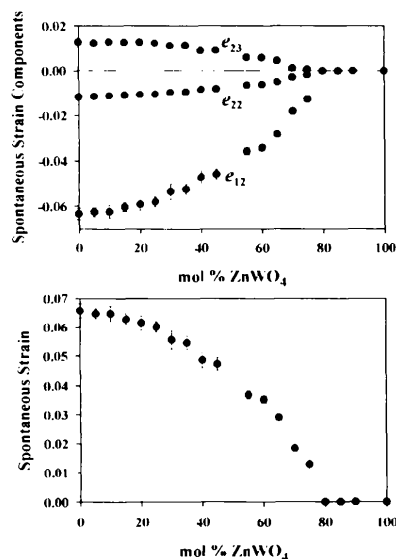 Spontaneous Strain Components
0.02
0.00
-0.02
-0.04
-0.06
e23
e22
e12
0 20 40 60 80 100
mol % ZnWO4
Spontaneous Strain
0.07
0.06
0.05
0.04
0.03
0.02
0.01
0.00
0 20 40 60 80 100
mol % ZnWO4